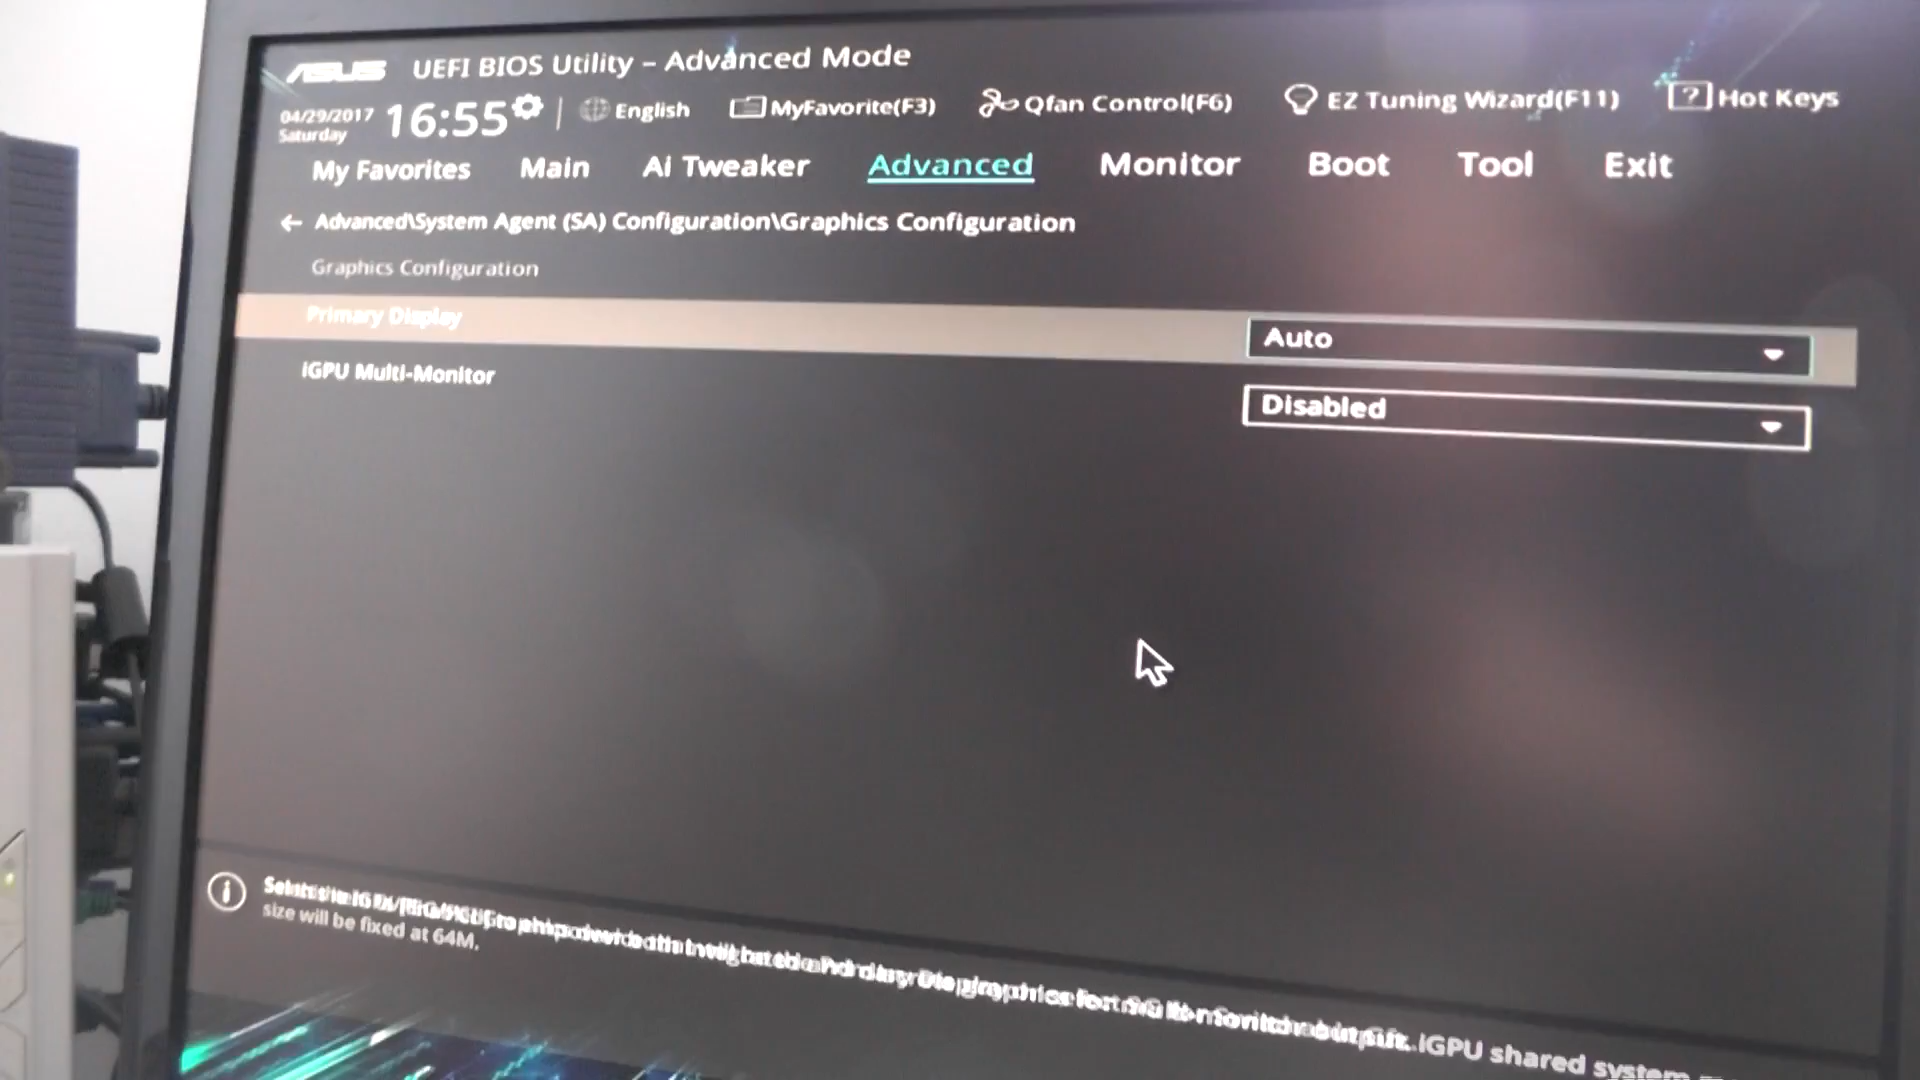 ASUS UEFI BIOS Utility – Advanced Mode
04/29/2017 Saturday 16:55 English MyFavorite(F3) Qfan Control(F6) EZ Tuning Wizard(F11) ? Hot Keys
My Favorites Main Ai Tweaker Advanced Monitor Boot Tool Exit
← Advanced\System Agent (SA) Configuration\Graphics Configuration
Graphics Configuration
Primary Display Auto
iGPU Multi-Monitor Disabled
iGPU shared system
size will be fixed at 64M.